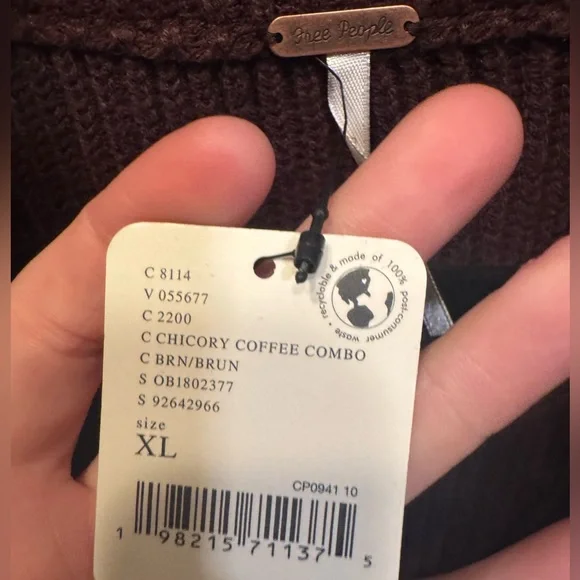 Free People
recyclable & made of 100% post-consumer waste •
C 8114
V 055677
C 2200
C CHICORY COFFEE COMBO
C BRN/BRUN
S OB1802377
S 92642966
size
XL
CP0941 10
1 98215 71137 5